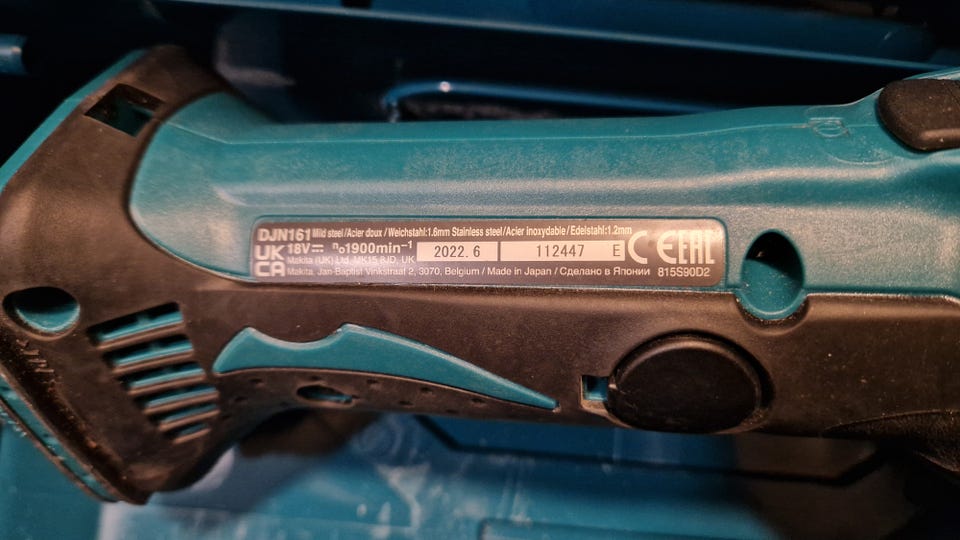 DJN161 Mild steel/Acier doux/Weichstahl:1.6mm Stainless steel/Acier inoxydable/Edelstahl:1.2mm
18V⎓ n₀1900min⁻¹ 2022.6 112447 E CE EAC
UK CA Makita (UK) Ltd. MK15 8JD, UK
Makita, Jan-Baptist Vinkstraat 2, 3070, Belgium / Made in Japan / Сделано в Японии 815S90D2